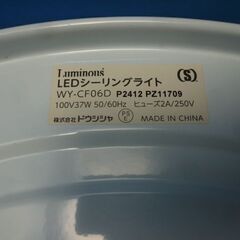 Luminous
LEDシーリングライト
WY-CF06D P2412 PZ11709
100V37W 50/60Hz ヒューズ2A/250V
株式会社ドウシシャ PS E MADE IN CHINA
S